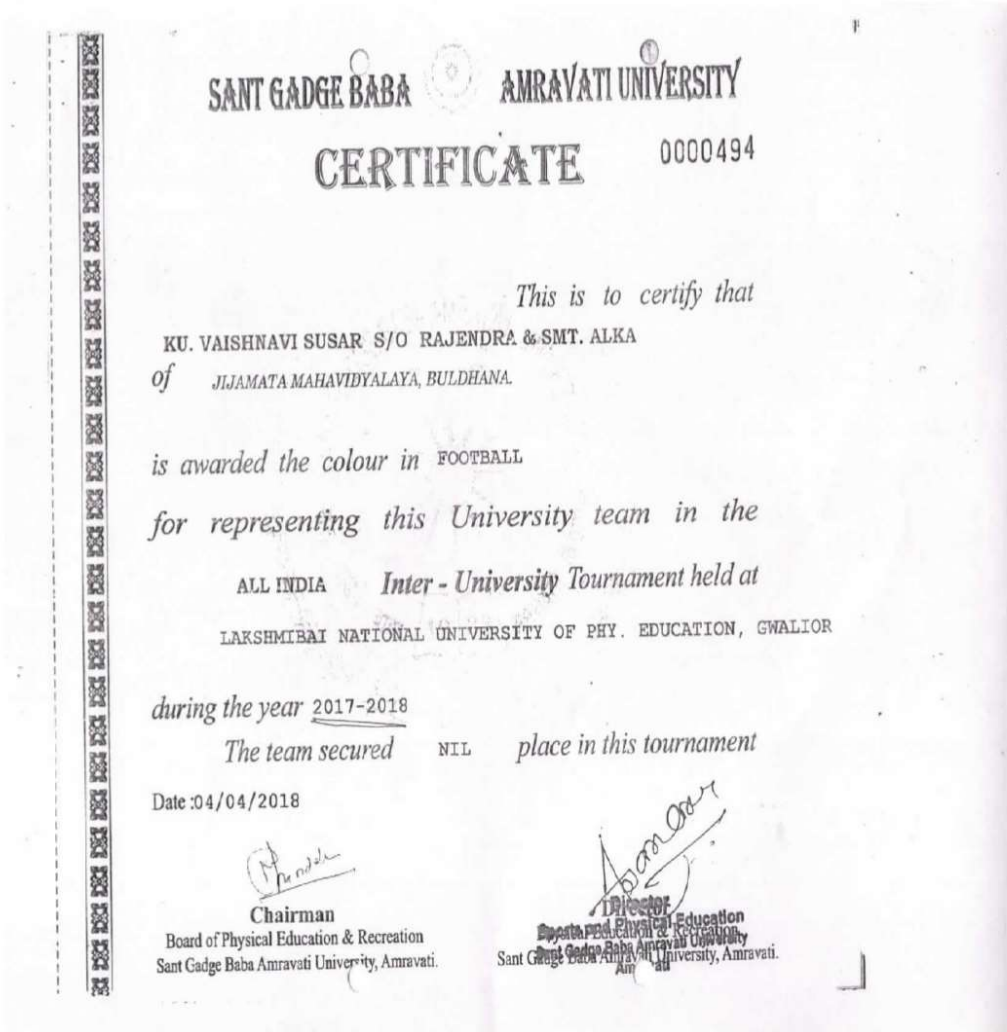 SANT GADGE BABA AMRAVATI UNIVERSITY
CERTIFICATE 0000494
This is to certify that
KU. VAISHNAVI SUSAR S/O RAJENDRA & SMT. ALKA
of JIJAMATA MAHAVIDYALAYA, BULDHANA.
is awarded the colour in FOOTBALL
for representing this University team in the
ALL INDIA Inter - University Tournament held at
LAKSHMIBAI NATIONAL UNIVERSITY OF PHY. EDUCATION, GWALIOR
during the year 2017-2018
The team secured NIL place in this tournament
Date :04/04/2018
Chairman
Board of Physical Education & Recreation
Sant Gadge Baba Amravati University, Amravati.
Director
Physical Education
& Recreation
Sant Gadge Baba Amravati University, Amravati.